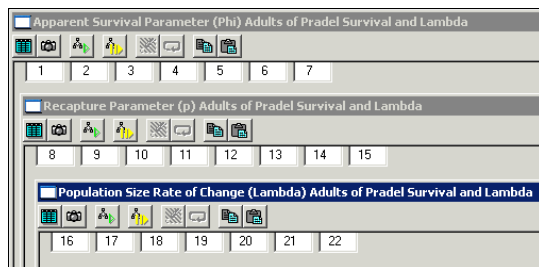 Apparent Survival Parameter (Phi) Adults of Pradel Survival and Lambda
1 2 3 4 5 6 7
Recapture Parameter (p) Adults of Pradel Survival and Lambda
8 9 10 11 12 13 14 15
Population Size Rate of Change (Lambda) Adults of Pradel Survival and Lambda
16 17 18 19 20 21 22